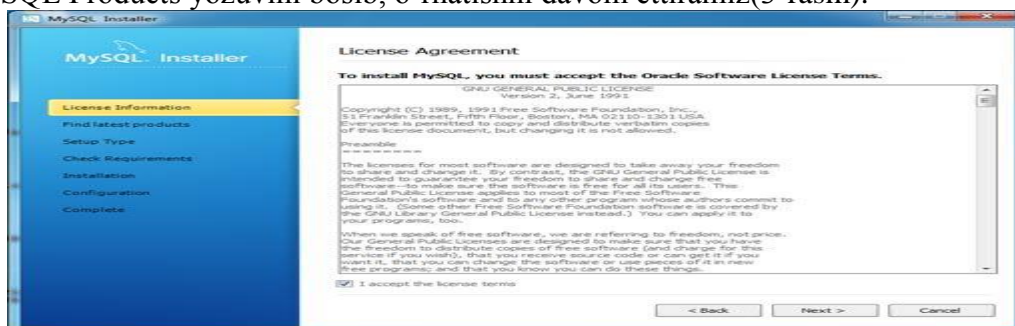 SQL Products yozuvini bosib, o'rnatishni davom ettiramiz(3-rasm).
MySQL Installer
MySQL. Installer
License Information
Find latest products
Setup Type
Check Requirements
Installation
Configuration
Complete
License Agreement
To install MySQL, you must accept the Oracle Software License Terms.
GNU GENERAL PUBLIC LICENSE
Version 2, June 1991
Copyright (C) 1989, 1991 Free Software Foundation, Inc.,
51 Franklin Street, Fifth Floor, Boston, MA 02110-1301 USA
Everyone is permitted to copy and distribute verbatim copies
of this license document, but changing it is not allowed.
Preamble
========
The licenses for most software are designed to take away your freedom
to share and change it. By contrast, the GNU General Public License is
intended to guarantee your freedom to share and change free
software--to make sure the software is free for all its users. This
General Public License applies to most of the Free Software
Foundation's software and to any other program whose authors commit to
using it. (Some other Free Software Foundation software is covered by
the GNU Library General Public License instead.) You can apply it to
your programs, too.
When we speak of free software, we are referring to freedom, not price.
Our General Public Licenses are designed to make sure that you have
the freedom to distribute copies of free software (and charge for this
service if you wish), that you receive source code or can get it if you
want it, that you can change the software or use pieces of it in new
free programs; and that you know you can do these things.
I accept the license terms
< Back
Next >
Cancel